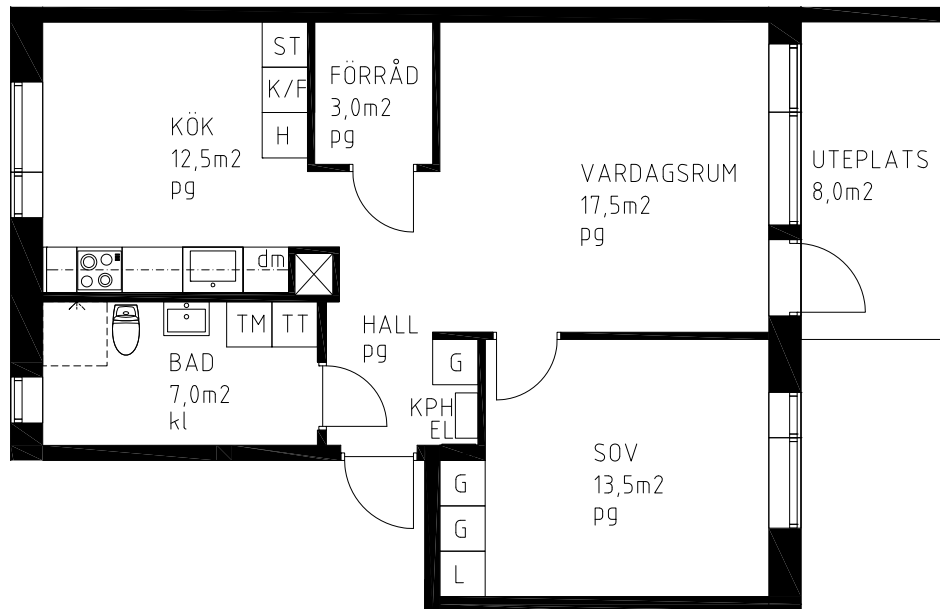 ST
K/F
H
FÖRRÅD
3,0m2
pg
KÖK
12,5m2
pg
VARDAGSRUM
17,5m2
pg
UTEPLATS
8,0m2
dm
TM
TT
HALL
pg
BAD
7,0m2
kl
G
KPH
EL
SOV
13,5m2
pg
G
G
L